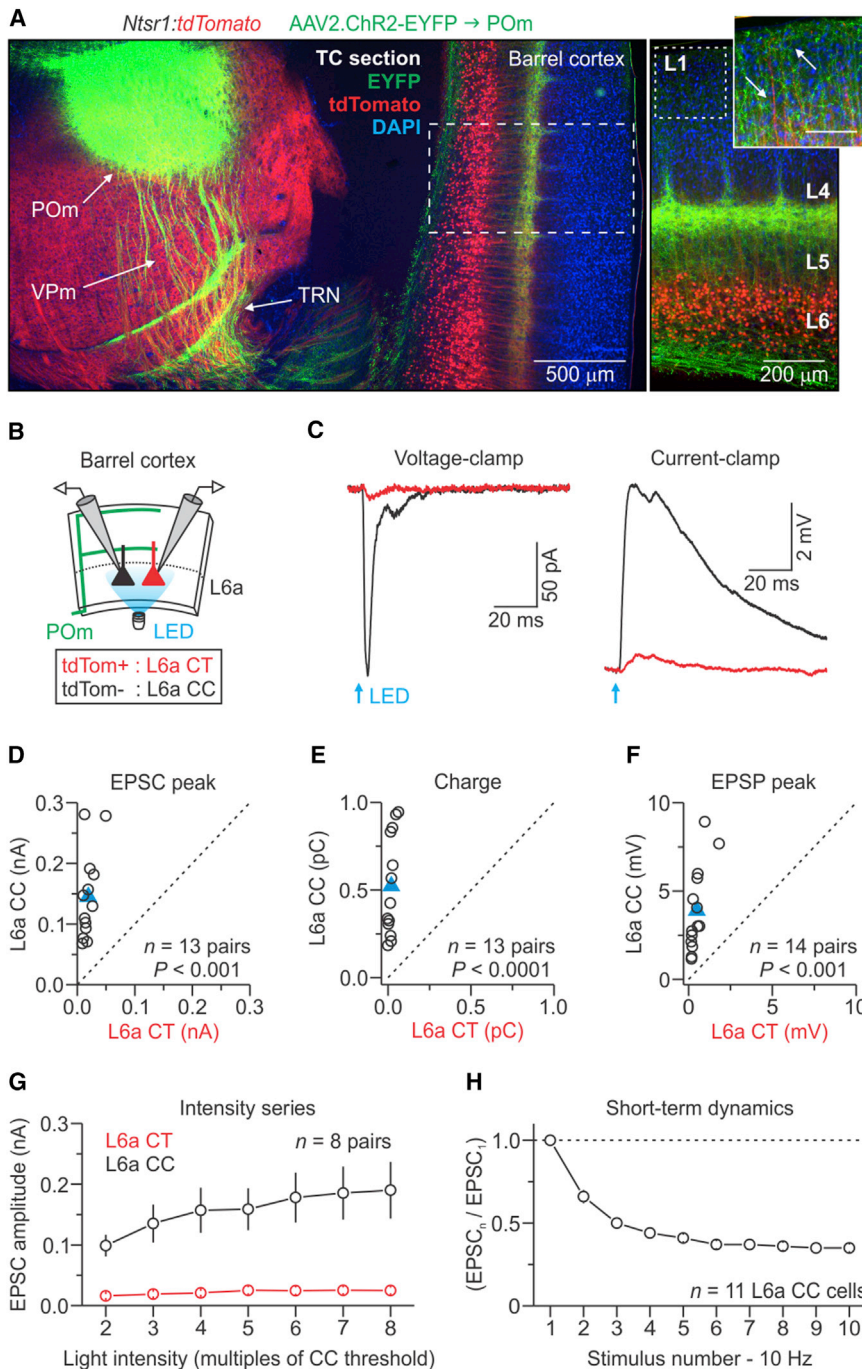 A
Ntsr1:tdTomato AAV2.ChR2-EYFP → POm
TC section
EYFP
tdTomato
DAPI
Barrel cortex
POm
VPm
TRN
500 µm
L1
L4
L5
L6
200 µm
B
Barrel cortex
L6a
POm
LED
tdTom+ : L6a CT
tdTom- : L6a CC
C
Voltage-clamp
50 pA
20 ms
LED
Current-clamp
2 mV
20 ms
D
EPSC peak
L6a CC (nA)
0.3
0.2
0.1
0.0
n = 13 pairs
P < 0.001
0.0 0.1 0.2 0.3
L6a CT (nA)
E
Charge
L6a CC (pC)
1.0
0.5
0.0
n = 13 pairs
P < 0.0001
0.0 0.5 1.0
L6a CT (pC)
F
EPSP peak
L6a CC (mV)
10
5
0
n = 14 pairs
P < 0.001
0 5 10
L6a CT (mV)
G
Intensity series
EPSC amplitude (nA)
0.3
0.2
0.1
0.0
L6a CT
L6a CC
n = 8 pairs
2 3 4 5 6 7 8
Light intensity (multiples of CC threshold)
H
Short-term dynamics
(EPSCₙ / EPSC₁)
1.0
0.5
0
n = 11 L6a CC cells
1 2 3 4 5 6 7 8 9 10
Stimulus number - 10 Hz